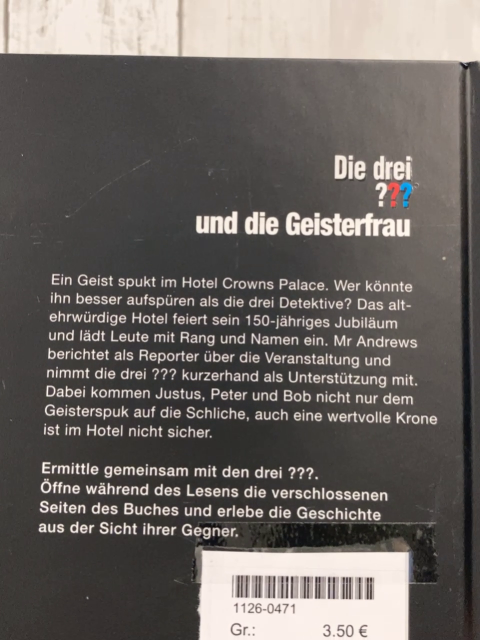 Die drei
???
und die Geisterfrau
Ein Geist spukt im Hotel Crowns Palace. Wer könnte
ihn besser aufspüren als die drei Detektive? Das alt-
ehrwürdige Hotel feiert sein 150-jähriges Jubiläum
und lädt Leute mit Rang und Namen ein. Mr Andrews
berichtet als Reporter über die Veranstaltung und
nimmt die drei ??? kurzerhand als Unterstützung mit.
Dabei kommen Justus, Peter und Bob nicht nur dem
Geisterspuk auf die Schliche, auch eine wertvolle Krone
ist im Hotel nicht sicher.
Ermittle gemeinsam mit den drei ???.
Öffne während des Lesens die verschlossenen
Seiten des Buches und erlebe die Geschichte
aus der Sicht ihrer Gegner.
1126-0471
Gr.: 3.50 €